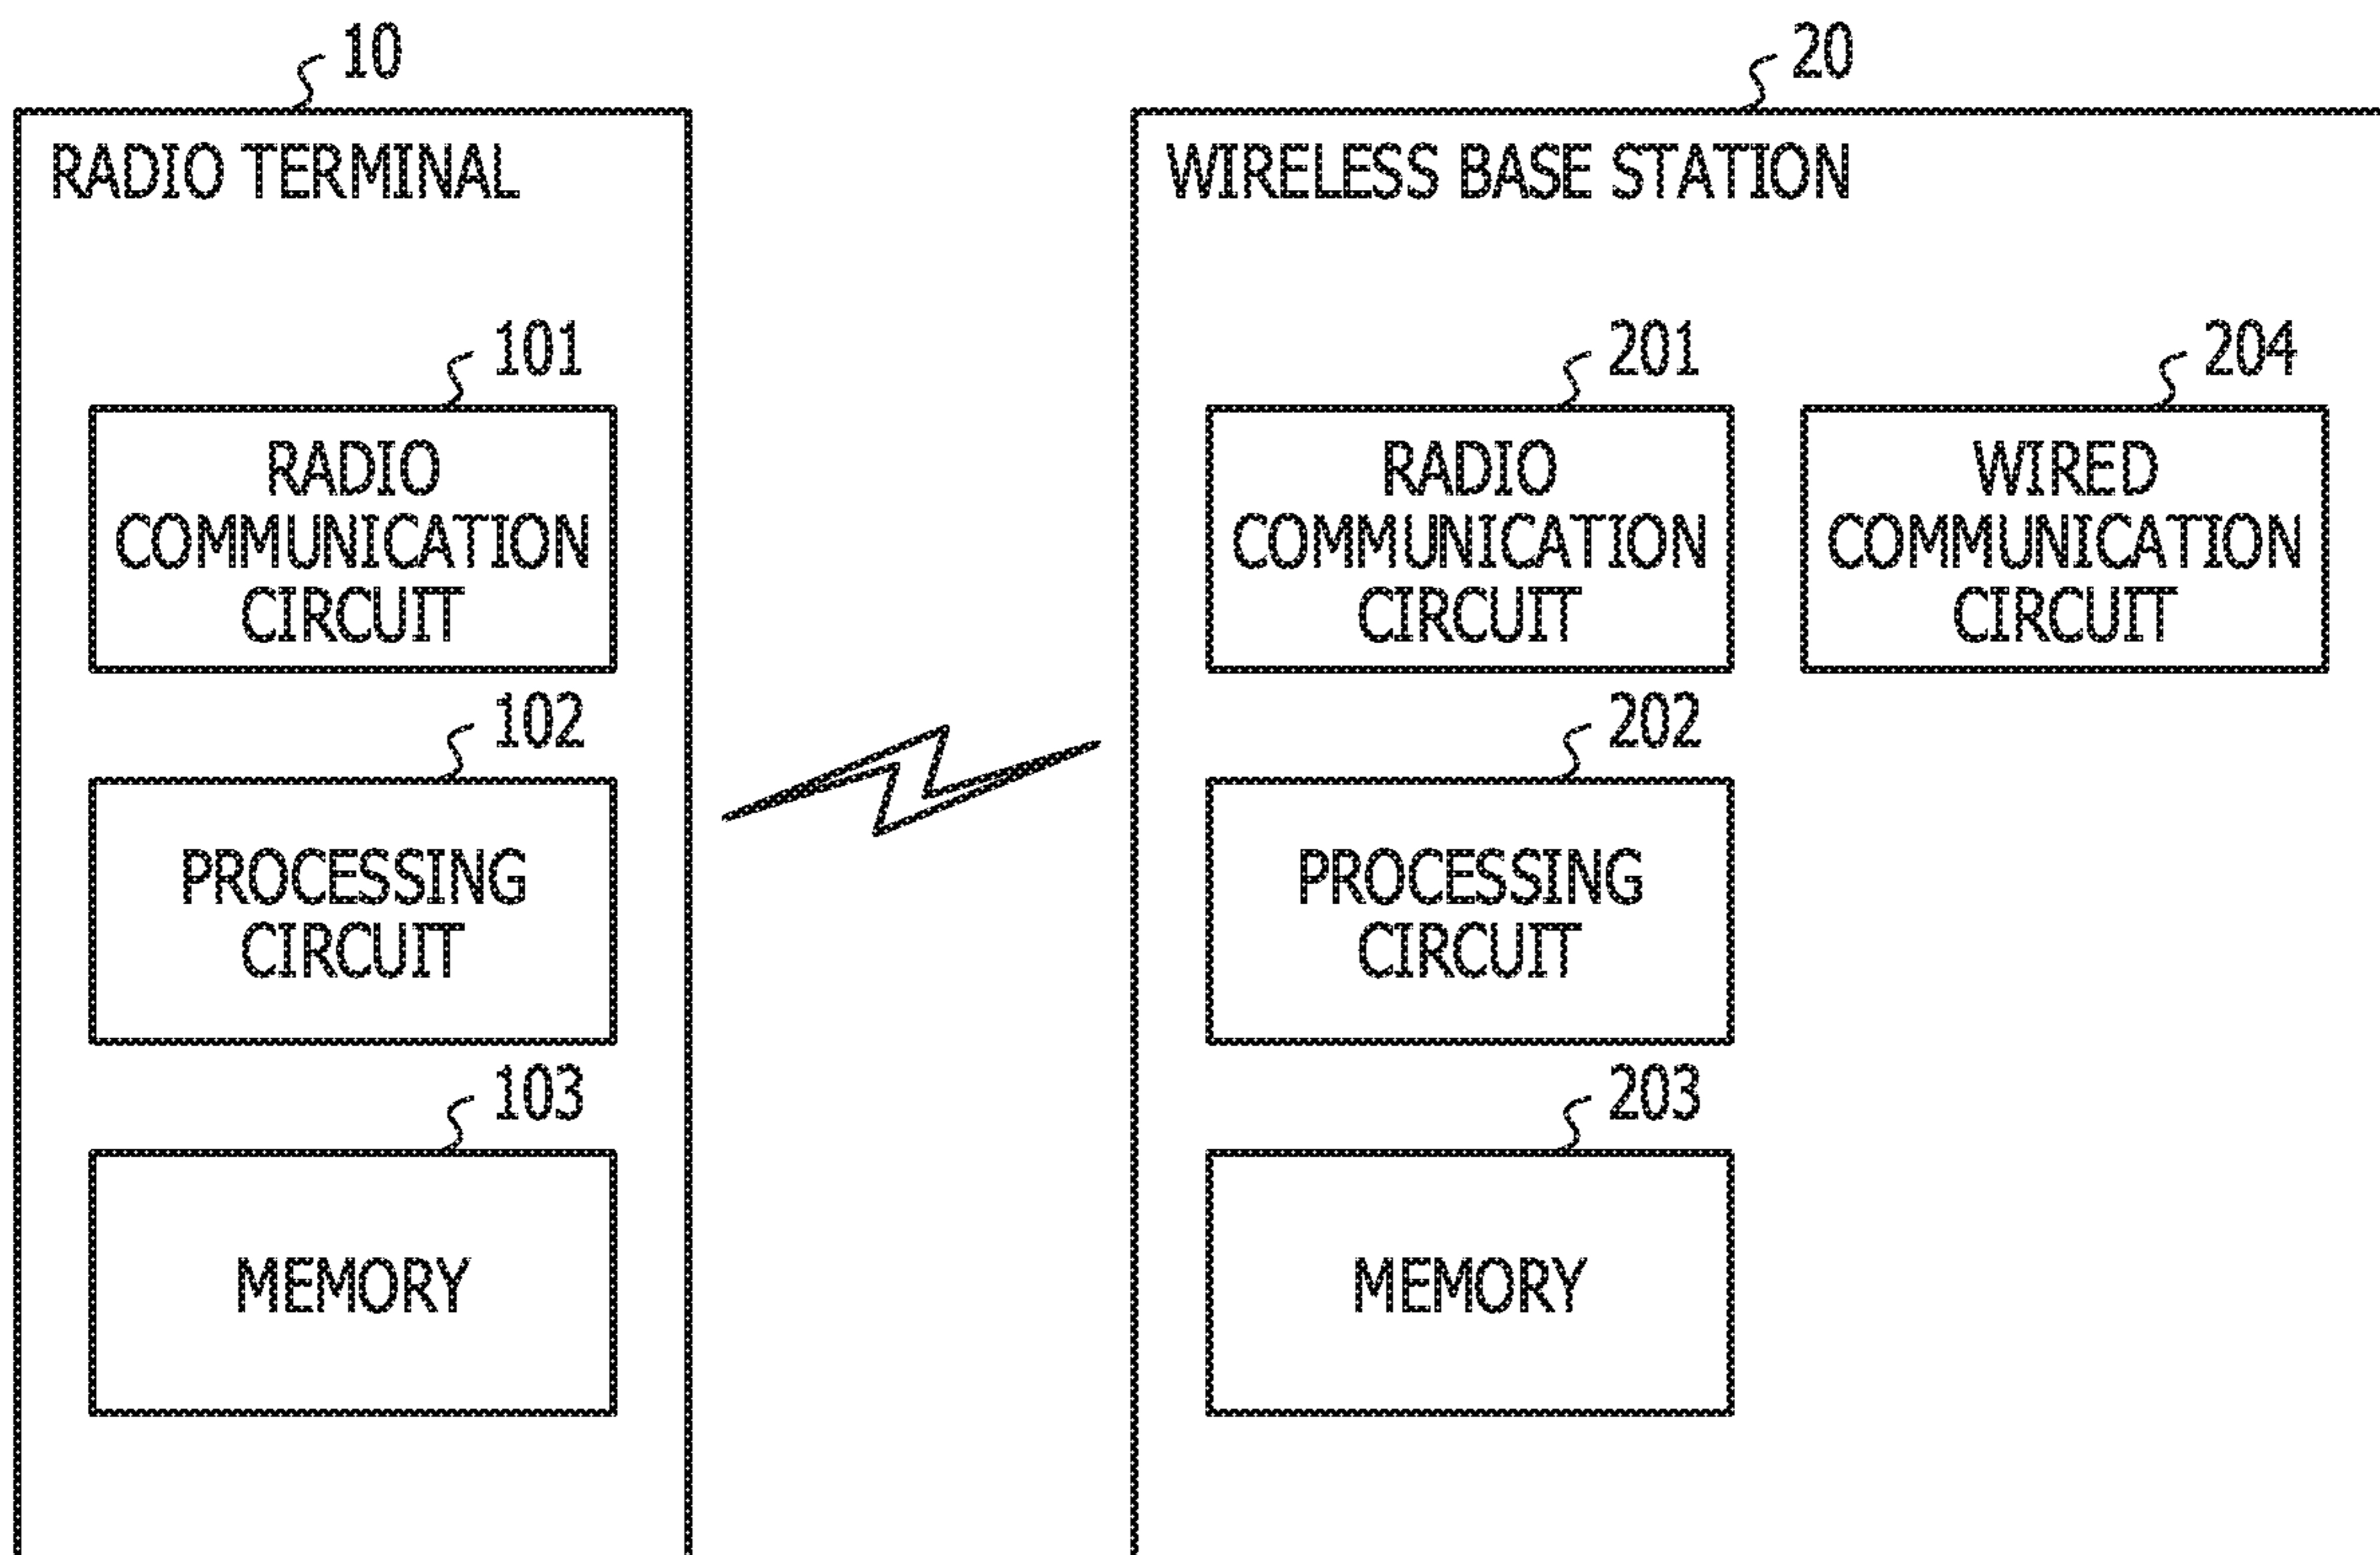 10
RADIO TERMINAL
101
RADIO
COMMUNICATION
CIRCUIT
102
PROCESSING
CIRCUIT
103
MEMORY
20
WIRELESS BASE STATION
201
RADIO
COMMUNICATION
CIRCUIT
204
WIRED
COMMUNICATION
CIRCUIT
202
PROCESSING
CIRCUIT
203
MEMORY